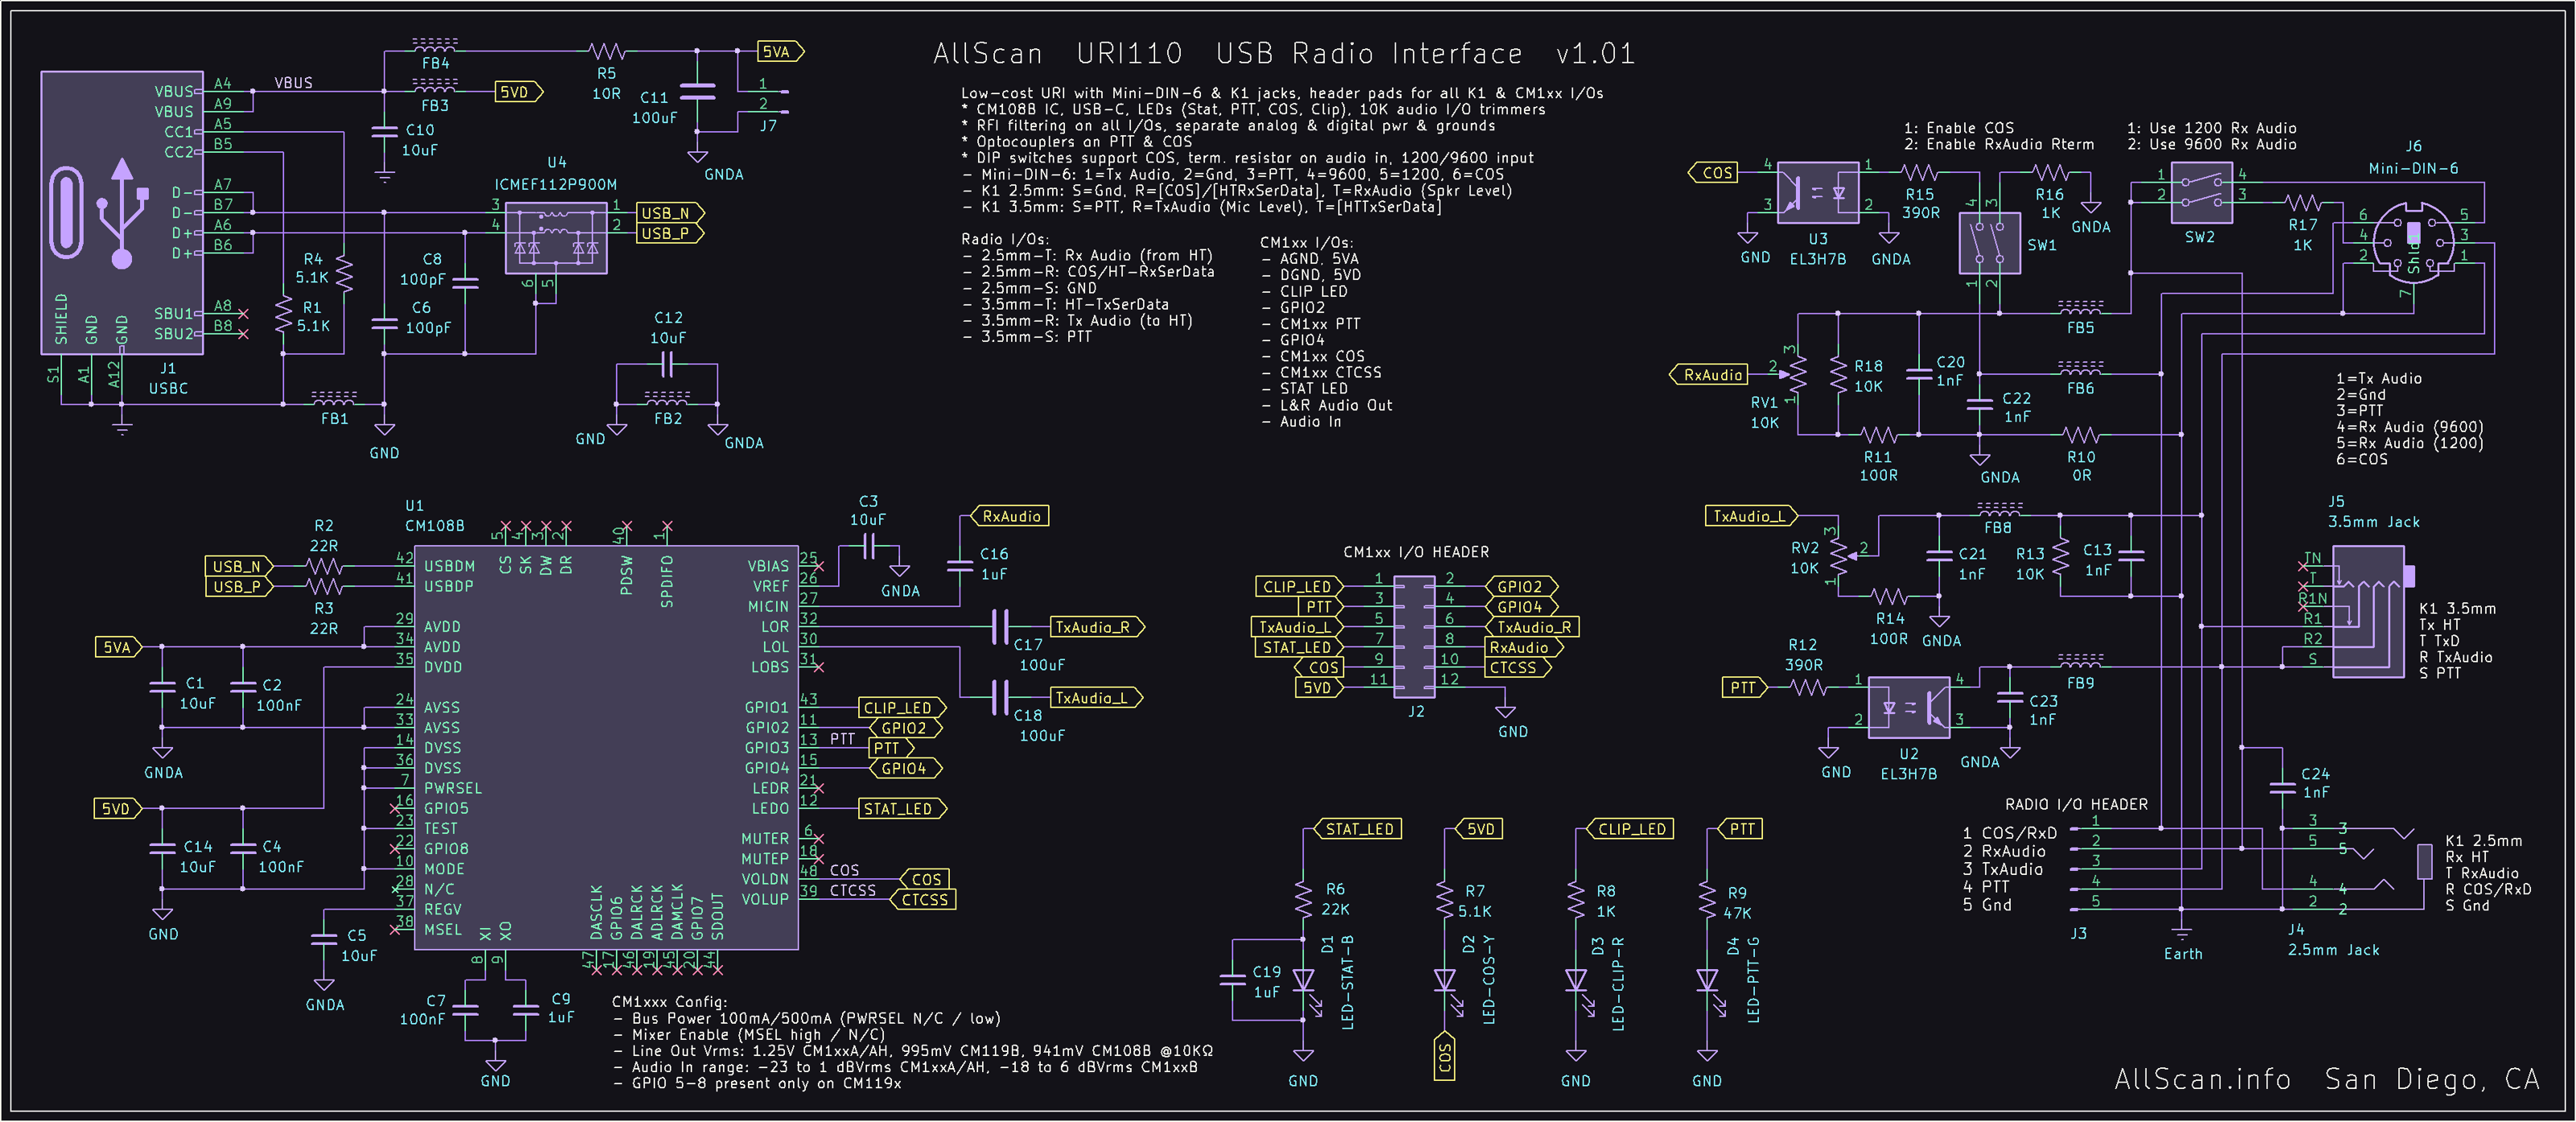 AllScan URI110 USB Radio Interface v1.01
Low-cost URI with Mini-DIN-6 & K1 jacks, header pads for all K1 & CM1xx I/Os
* CM108B IC, USB-C, LEDs (Stat, PTT, COS, Clip), 10K audio I/O trimmers
* RFI filtering on all I/Os, separate analog & digital pwr & grounds
* Optocouplers on PTT & COS
* DIP switches support COS, term. resistor on audio in, 1200/9600 input
- Mini-DIN-6: 1=Tx Audio, 2=Gnd, 3=PTT, 4=9600, 5=1200, 6=COS
- K1 2.5mm: S=Gnd, R=[COS]/[HTRxSerData], T=RxAudio (Spkr Level)
- K1 3.5mm: S=PTT, R=TxAudio (Mic Level), T=[HTTxSerData]
Radio I/Os:
- 2.5mm-T: Rx Audio (from HT)
- 2.5mm-R: COS/HT-RxSerData
- 2.5mm-S: GND
- 3.5mm-T: HT-TxSerData
- 3.5mm-R: Tx Audio (to HT)
- 3.5mm-S: PTT
CM1xx I/Os:
- AGND, 5VA
- DGND, 5VD
- CLIP LED
- GPIO2
- CM1xx PTT
- GPIO4
- CM1xx COS
- CM1xx CTCSS
- STAT LED
- L&R Audio Out
- Audio In
VBUS A4
VBUS A9
CC1 A5
CC2 B5
D- A7
D- B7
D+ A6
D+ B6
SBU1 A8
SBU2 B8
SHIELD
GND
GND
S1
A1
A12
J1
USBC
VBUS
FB4
FB3
5VD
R5
10R
5VA
C11
100uF
1
2
J7
GNDA
C10
10uF
U4
ICMEF112P900M
3
4
1
2
6
5
USB_N
USB_P
R4
5.1K
R1
5.1K
C8
100pF
C6
100pF
FB1
GND
C12
10uF
FB2
GND
GNDA
1: Enable COS
2: Enable RxAudio Rterm
1: Use 1200 Rx Audio
2: Use 9600 Rx Audio
COS
4
3
1
2
U3
EL3H7B
GND
GNDA
R15
390R
R16
1K
GNDA
4
3
1
2
SW1
1
2
4
3
SW2
R17
1K
J6
Mini-DIN-6
6
4
2
5
3
1
7
Shield
RxAudio
3
2
1
RV1
10K
R18
10K
C20
1nF
C22
1nF
FB5
FB6
R11
100R
R10
0R
GNDA
1=Tx Audio
2=Gnd
3=PTT
4=Rx Audio (9600)
5=Rx Audio (1200)
6=COS
TxAudio_L
3
2
1
RV2
10K
R14
100R
C21
1nF
FB8
R13
10K
C13
1nF
GNDA
J5
3.5mm Jack
TN
T
R1N
R1
R2
S
K1 3.5mm
Tx HT
T TxD
R TxAudio
S PTT
PTT
R12
390R
1
2
4
3
U2
EL3H7B
GND
GNDA
C23
1nF
FB9
C24
1nF
RADIO I/O HEADER
1 COS/RxD
2 RxAudio
3 TxAudio
4 PTT
5 Gnd
1
2
3
4
5
J3
Earth
3 3
5 5
4 4
2 2
J4
2.5mm Jack
K1 2.5mm
Rx HT
T RxAudio
R COS/RxD
S Gnd
U1
CM108B
USB_N
USB_P
R2
22R
R3
22R
42 USBDM
41 USBDP
29 AVDD
34 AVDD
35 DVDD
24 AVSS
33 AVSS
14 DVSS
36 DVSS
7 PWRSEL
16 GPIO5
23 TEST
22 GPIO8
10 MODE
28 N/C
37 REGV
38 MSEL
5 CS
4 SK
3 DW
2 DR
40 PDSW
1 SPDIFO
VBIAS 25
VREF 26
MICIN 27
LOR 32
LOL 30
LOBS 31
GPIO1 43
GPIO2 11
GPIO3 13
GPIO4 15
LEDR 21
LEDO 12
MUTER 6
MUTEP 18
VOLDN 48
VOLUP 39
XI 8
XO 9
DASCLK 47
GPIO6 17
DALRCK 46
ADLRCK 19
DAMCLK 45
GPIO7 20
SDOUT 44
5VA
C1
10uF
C2
100nF
GNDA
5VD
C14
10uF
C4
100nF
GND
C5
10uF
GNDA
C7
100nF
C9
1uF
GND
C3
10uF
GNDA
RxAudio
C16
1uF
C17
100uF
TxAudio_R
C18
100uF
TxAudio_L
CLIP_LED
GPIO2
PTT
PTT
GPIO4
STAT_LED
COS
COS
CTCSS
CTCSS
CM1xxx Config:
- Bus Power 100mA/500mA (PWRSEL N/C / low)
- Mixer Enable (MSEL high / N/C)
- Line Out Vrms: 1.25V CM1xxA/AH, 995mV CM119B, 941mV CM108B @10KΩ
- Audio In range: -23 to 1 dBVrms CM1xxA/AH, -18 to 6 dBVrms CM1xxB
- GPIO 5-8 present only on CM119x
CM1xx I/O HEADER
CLIP_LED 1 2 GPIO2
PTT 3 4 GPIO4
TxAudio_L 5 6 TxAudio_R
STAT_LED 7 8 RxAudio
COS 9 10 CTCSS
5VD 11 12
J2
GND
STAT_LED
R6
22K
C19
1uF
D1
LED-STAT-B
GND
5VD
R7
5.1K
D2
LED-COS-Y
COS
CLIP_LED
R8
1K
D3
LED-CLIP-R
GND
PTT
R9
47K
D4
LED-PTT-G
GND
AllScan.info San Diego, CA